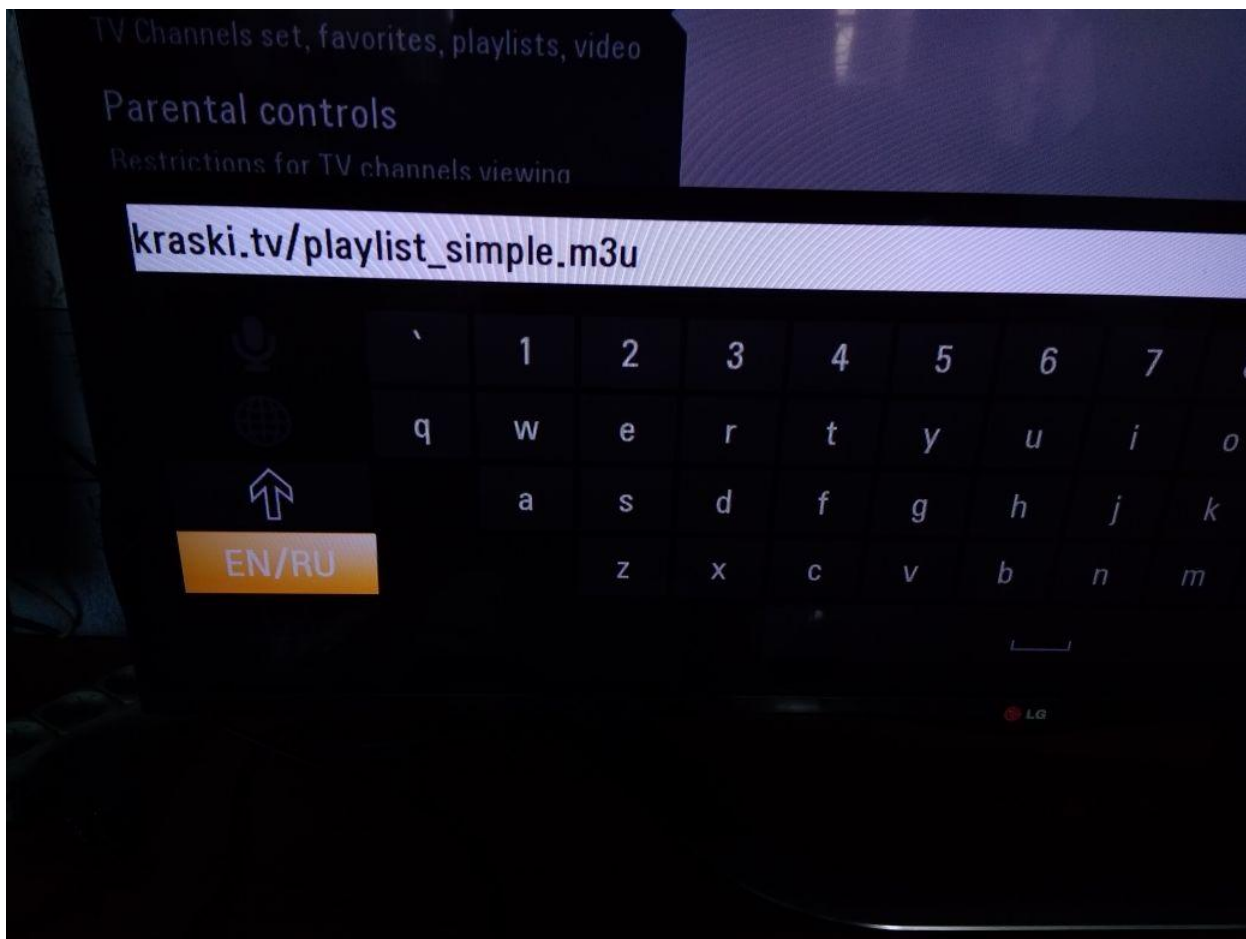 TV Channels set, favorites, playlists, video
Parental controls
Restrictions for TV channels viewing
kraski.tv/playlist_simple.m3u
` 1 2 3 4 5 6 7
q w e r t y u i o
a s d f g h j k
EN/RU z x c v b n m
LG